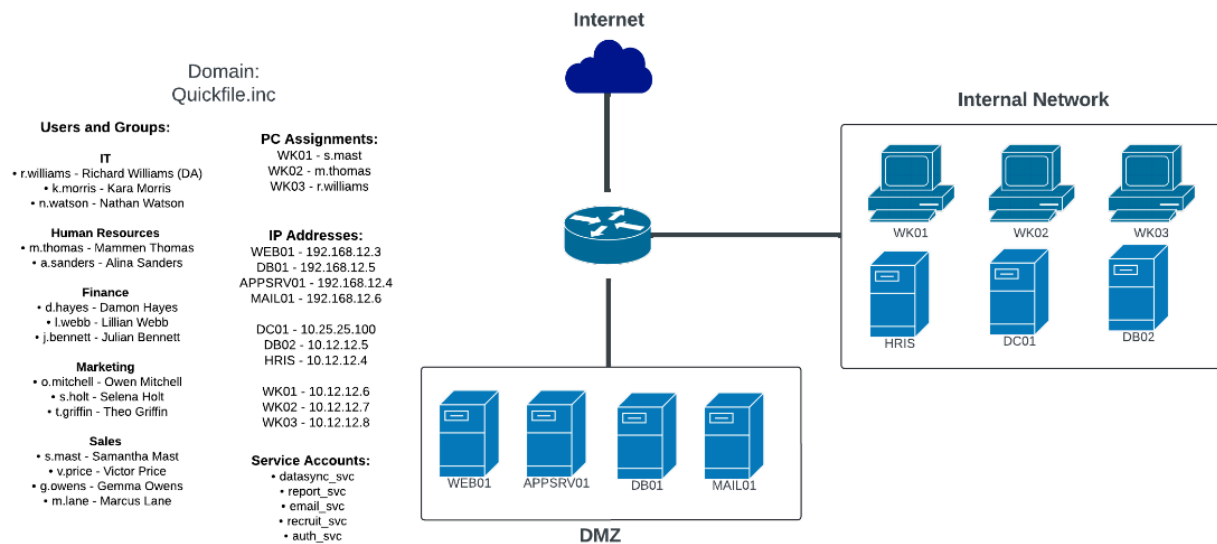 Internet
Domain:
Quickfile.inc
Users and Groups:
IT
• r.williams - Richard Williams (DA)
• k.morris - Kara Morris
• n.watson - Nathan Watson
Human Resources
• m.thomas - Mammen Thomas
• a.sanders - Alina Sanders
Finance
• d.hayes - Damon Hayes
• l.webb - Lillian Webb
• j.bennett - Julian Bennett
Marketing
• o.mitchell - Owen Mitchell
• s.holt - Selena Holt
• t.griffin - Theo Griffin
Sales
• s.mast - Samantha Mast
• v.price - Victor Price
• g.owens - Gemma Owens
• m.lane - Marcus Lane
PC Assignments:
WK01 - s.mast
WK02 - m.thomas
WK03 - r.williams
IP Addresses:
WEB01 - 192.168.12.3
DB01 - 192.168.12.5
APPSRV01 - 192.168.12.4
MAIL01 - 192.168.12.6
DC01 - 10.25.25.100
DB02 - 10.12.12.5
HRIS - 10.12.12.4
WK01 - 10.12.12.6
WK02 - 10.12.12.7
WK03 - 10.12.12.8
Service Accounts:
• datasync_svc
• report_svc
• email_svc
• recruit_svc
• auth_svc
Internal Network
WK01 WK02 WK03
HRIS DC01 DB02
WEB01 APPSRV01 DB01 MAIL01
DMZ